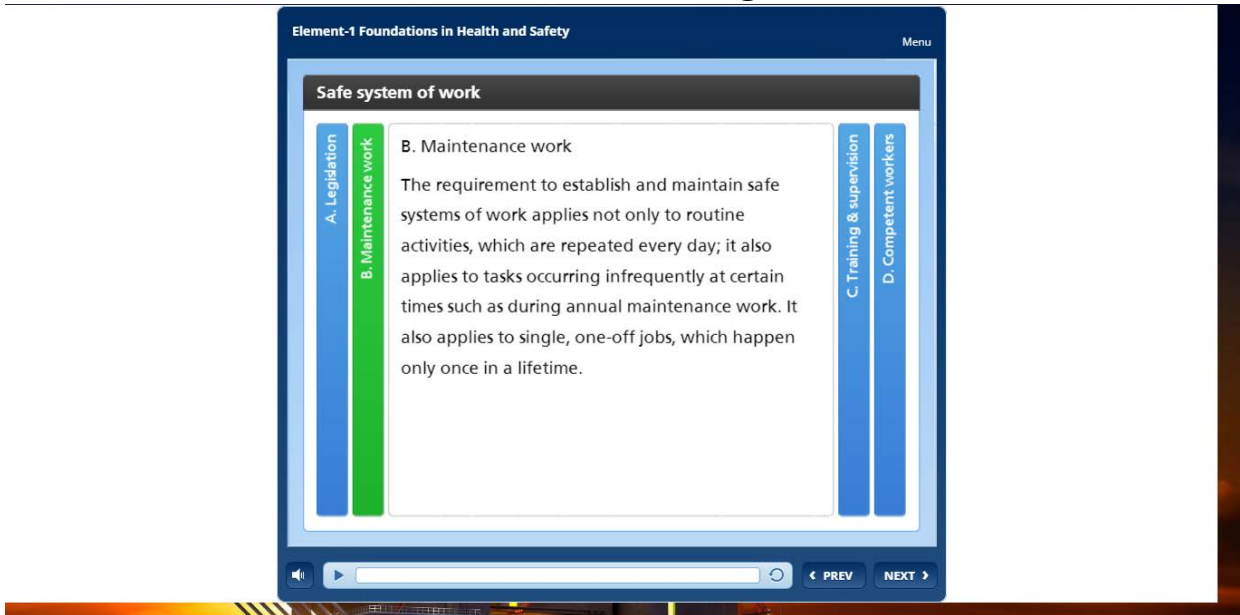 Element-1 Foundations in Health and Safety
Menu
Safe system of work
A. Legislation
B. Maintenance work
B. Maintenance work
The requirement to establish and maintain safe
systems of work applies not only to routine
activities, which are repeated every day; it also
applies to tasks occurring infrequently at certain
times such as during annual maintenance work. It
also applies to single, one-off jobs, which happen
only once in a lifetime.
C. Training & supervision
D. Competent workers
PREV
NEXT